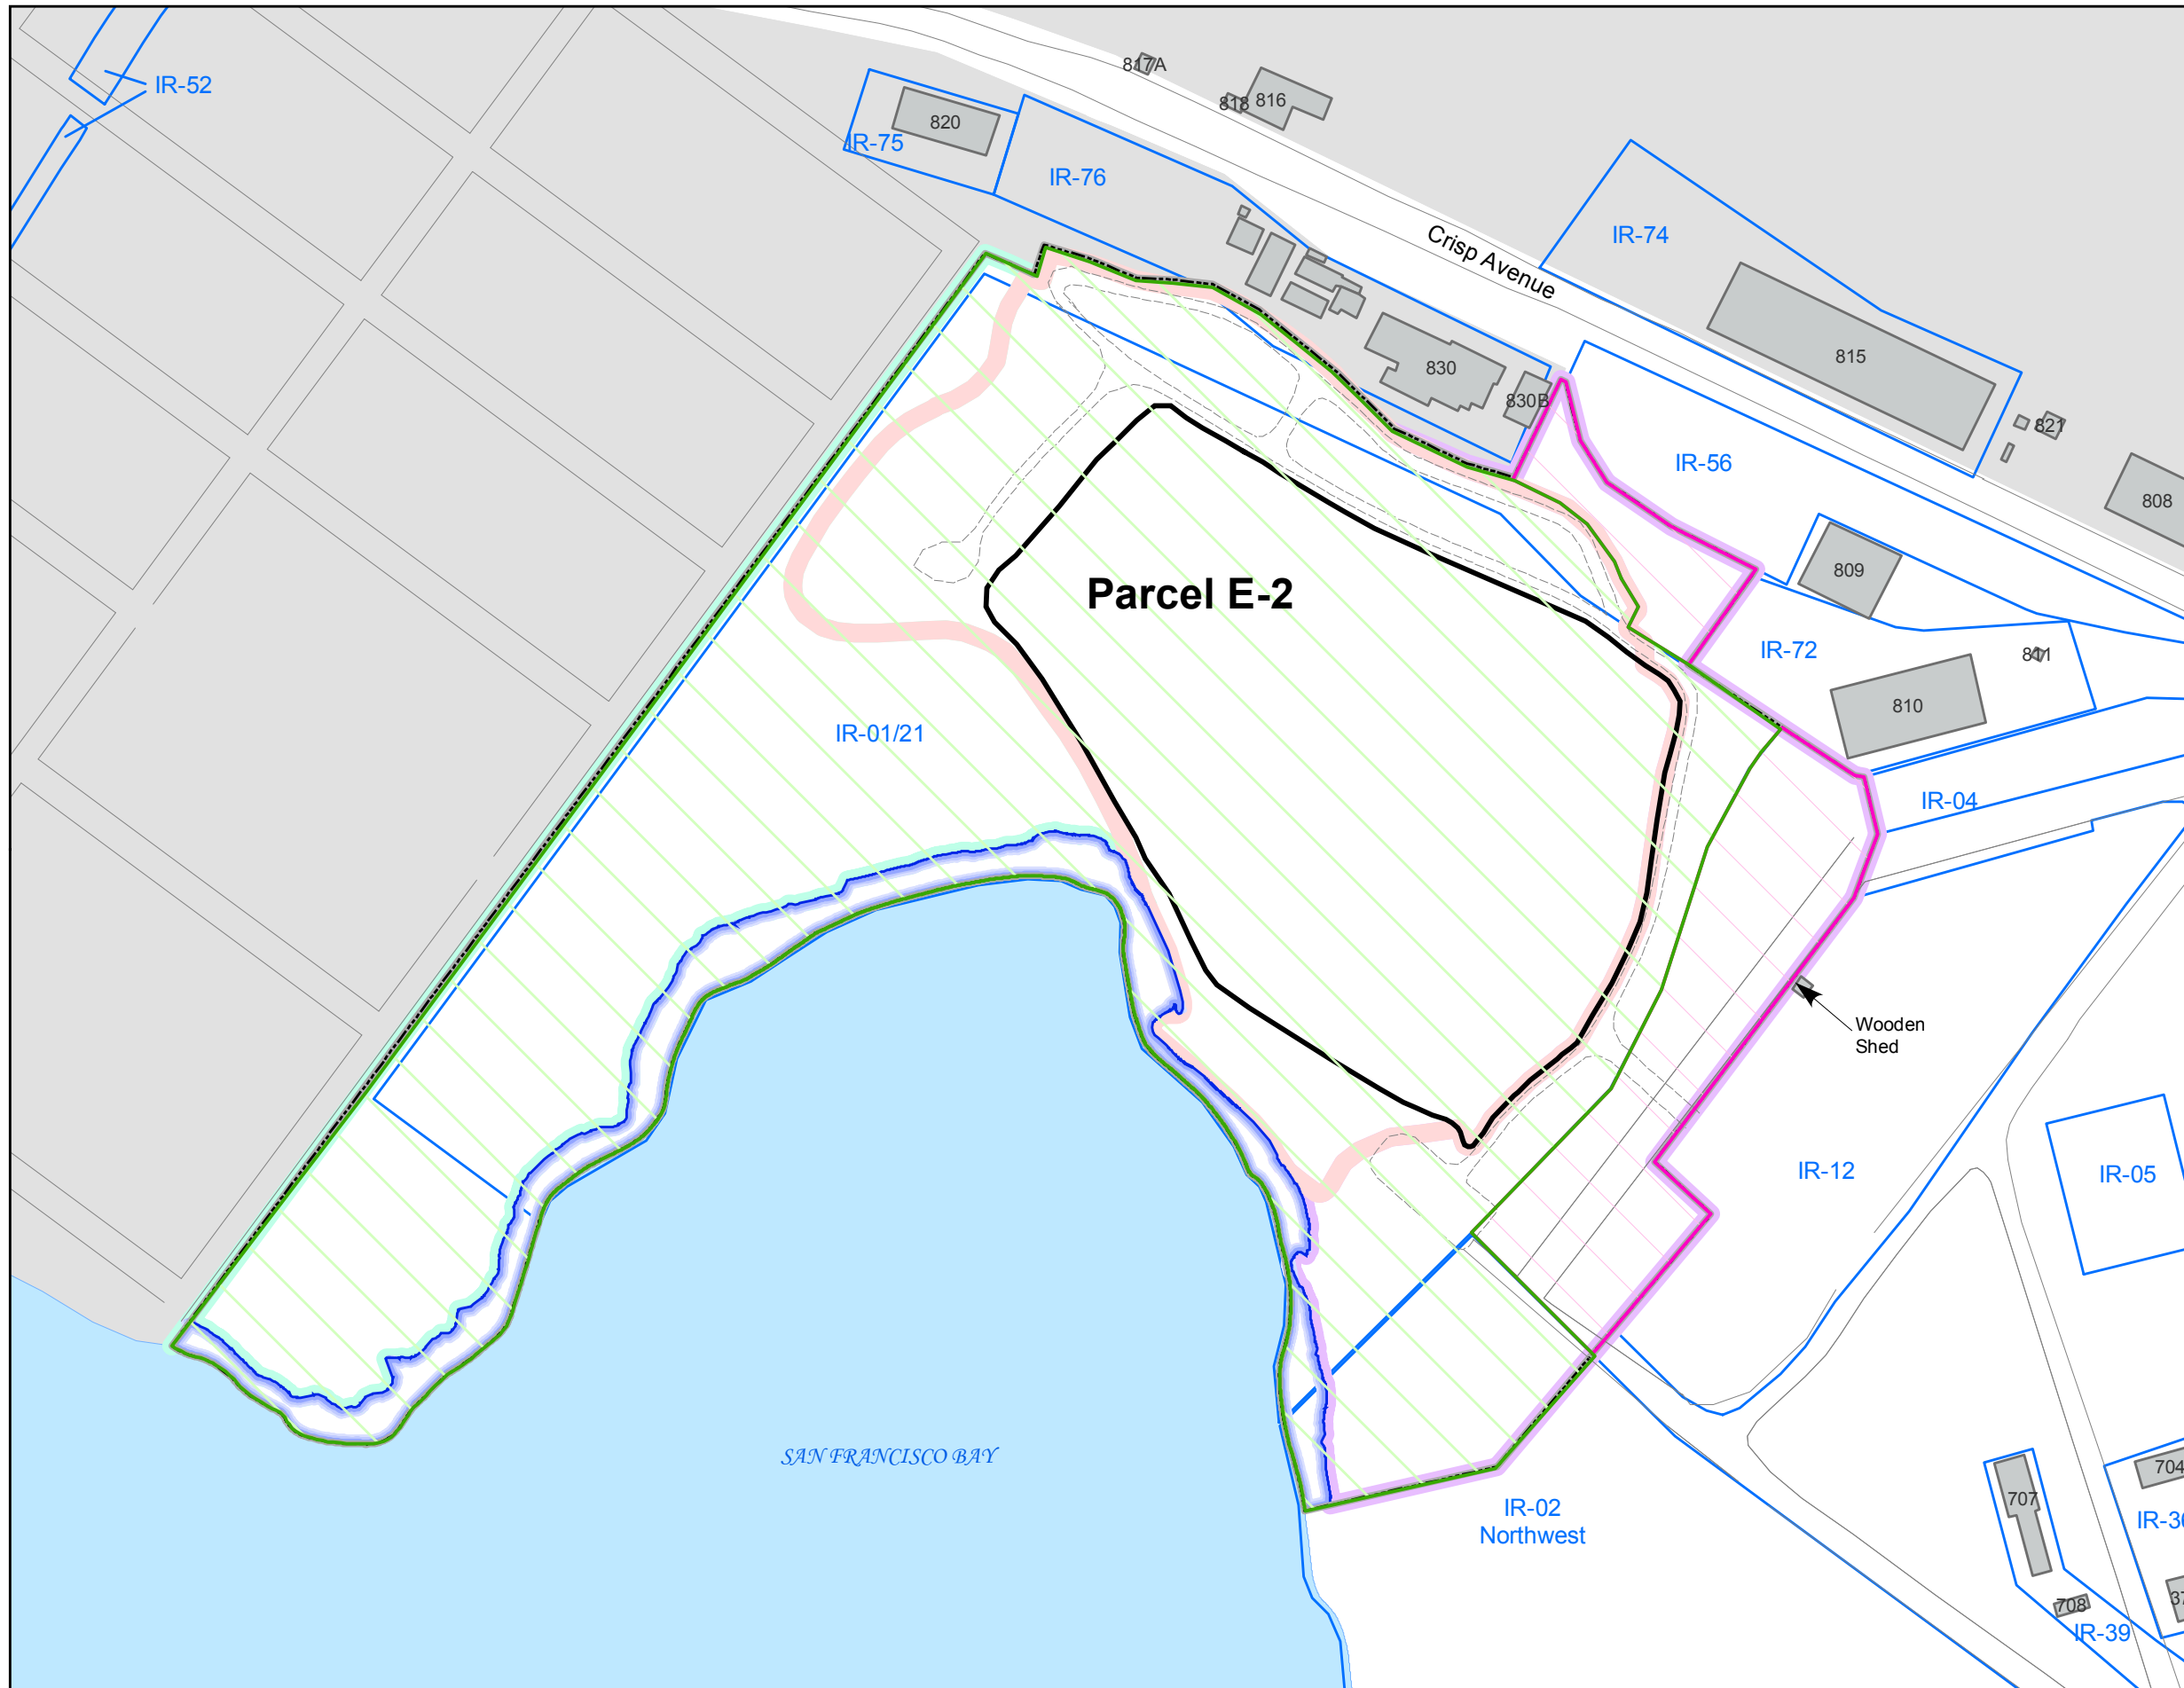 817A
IR-52
818
816
820
IR-75
IR-76
IR-74
Crisp Avenue
815
830
830B
821
IR-56
808
809
Parcel E-2
IR-72
811
810
IR-01/21
IR-04
Wooden
Shed
IR-12
IR-05
SAN FRANCISCO BAY
704
707
IR-02
Northwest
708
IR-39